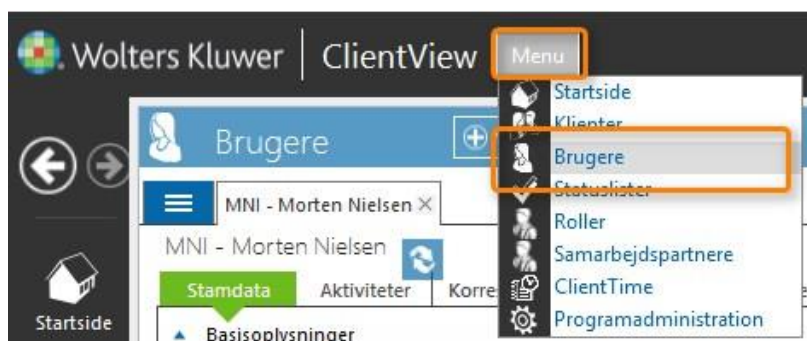 Wolters Kluwer ClientView Menu
Startside
Klienter
Brugere
Brugere
Statuslister
MNI - Morten Nielsen ×
Roller
MNI - Morten Nielsen
Samarbejdspartnere
Stamdata Aktiviteter Korre
ClientTime
Startside
Programadministration
Basisoplysninger